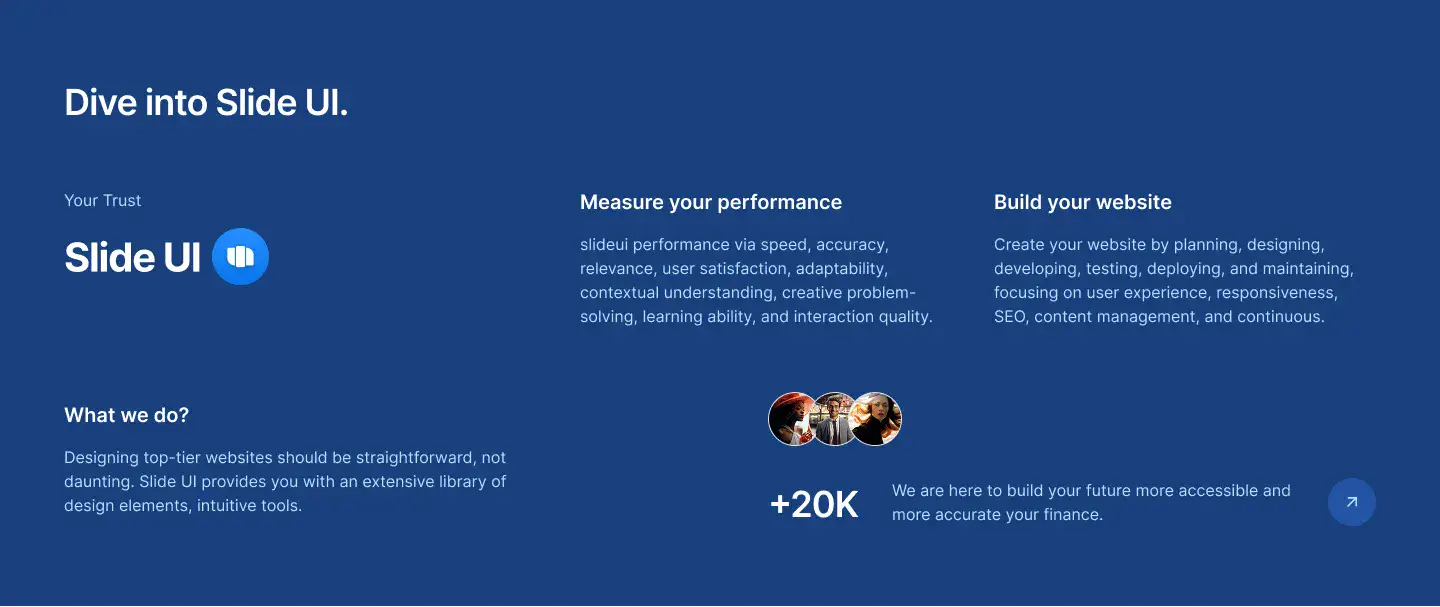 Dive into Slide UI.
Your Trust
Slide UI
Measure your performance
slideui performance via speed, accuracy,
relevance, user satisfaction, adaptability,
contextual understanding, creative problem-
solving, learning ability, and interaction quality.
Build your website
Create your website by planning, designing,
developing, testing, deploying, and maintaining,
focusing on user experience, responsiveness,
SEO, content management, and continuous.
What we do?
Designing top-tier websites should be straightforward, not
daunting. Slide UI provides you with an extensive library of
design elements, intuitive tools.
+20K
We are here to build your future more accessible and
more accurate your finance.